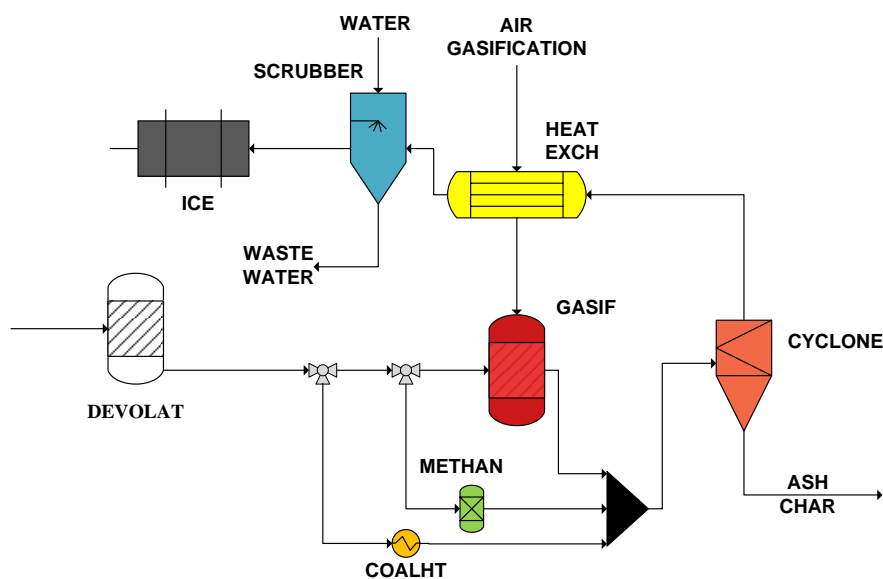 WATER
AIR
GASIFICATION
SCRUBBER
HEAT
EXCH
ICE
WASTE
WATER
GASIF
CYCLONE
DEVOLAT
METHAN
ASH
CHAR
COALHT